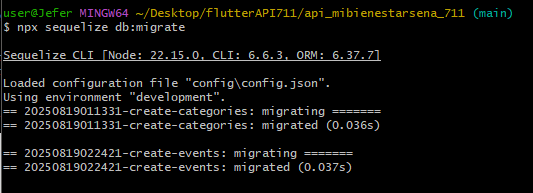 user@Jefer MINGW64 ~/Desktop/flutterAPI711/api_mibienestarsena_711 (main)
$ npx sequelize db:migrate
Sequelize CLI [Node: 22.15.0, CLI: 6.6.3, ORM: 6.37.7]
Loaded configuration file "config\config.json".
Using environment "development".
== 20250819011331-create-categories: migrating =======
== 20250819011331-create-categories: migrated (0.036s)
== 20250819022421-create-events: migrating =======
== 20250819022421-create-events: migrated (0.037s)